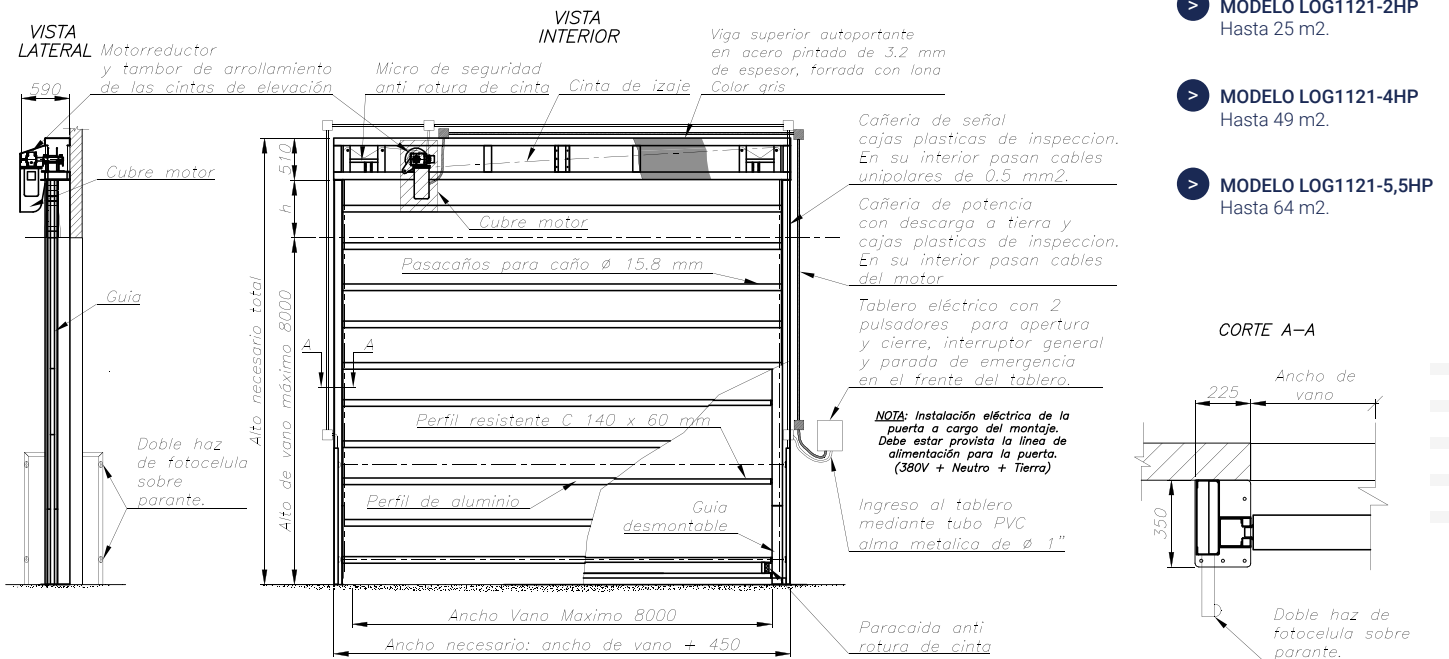 VISTA
LATERAL
590
Motorreductor
y tambor de arrollamiento
de las cintas de elevación
Cubre motor
Guia
Doble haz
de fotocelula
sobre
parante.
VISTA
INTERIOR
Micro de seguridad
anti rotura de cinta
Cinta de izaje
Viga superior autoportante
en acero pintado de 3.2 mm
de espesor, forrada con lona
Color gris
510
h
Alto necesario total
Alto de vano máximo 8000
Cubre motor
Pasacaños para caño ø 15.8 mm
A
A
Perfil resistente C 140 x 60 mm
Perfil de aluminio
Guia
desmontable
Ancho Vano Maximo 8000
Ancho necesario: ancho de vano + 450
Cañeria de señal
cajas plasticas de inspeccion.
En su interior pasan cables
unipolares de 0.5 mm2.
Cañeria de potencia
con descarga a tierra y
cajas plasticas de inspeccion.
En su interior pasan cables
del motor
Tablero eléctrico con 2
pulsadores para apertura
y cierre, interruptor general
y parada de emergencia
en el frente del tablero.
NOTA: Instalación eléctrica de la
puerta a cargo del montaje.
Debe estar provista la linea de
alimentación para la puerta.
(380V + Neutro + Tierra)
Ingreso al tablero
mediante tubo PVC
alma metalica de ø 1"
Paracaida anti
rotura de cinta
> MODELO LOG1121-2HP
Hasta 25 m2.
> MODELO LOG1121-4HP
Hasta 49 m2.
> MODELO LOG1121-5,5HP
Hasta 64 m2.
CORTE A-A
225
Ancho de
vano
350
Doble haz de
fotocelula sobre
parante.